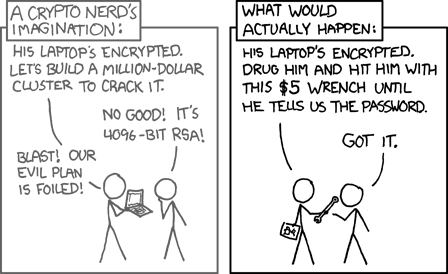 A CRYPTO NERD'S
IMAGINATION:
HIS LAPTOP'S ENCRYPTED.
LET'S BUILD A MILLION-DOLLAR
CLUSTER TO CRACK IT.
NO GOOD! IT'S
4096-BIT RSA!
BLAST! OUR
EVIL PLAN
IS FOILED!
WHAT WOULD
ACTUALLY HAPPEN:
HIS LAPTOP'S ENCRYPTED.
DRUG HIM AND HIT HIM WITH
THIS $5 WRENCH UNTIL
HE TELLS US THE PASSWORD.
GOT IT.